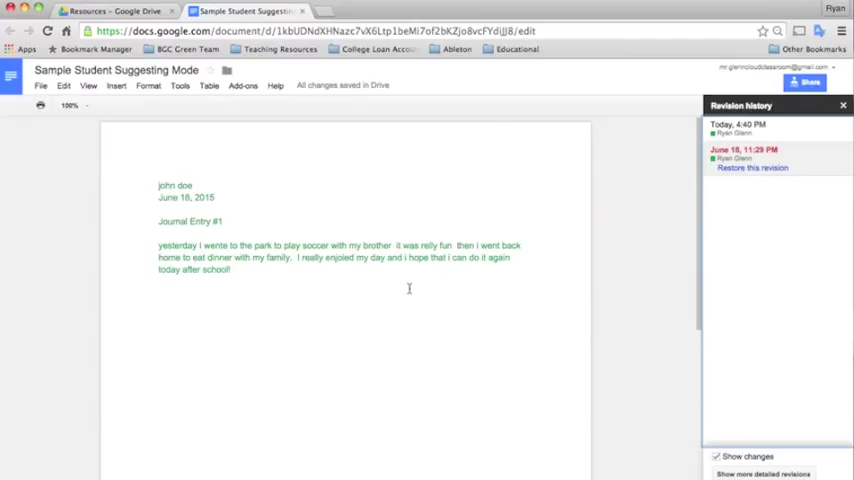 Ryan
Resources – Google Drive
Sample Student Suggesting
https://docs.google.com/document/d/1kbUDNdXHNazc7vX6Ltp1beMi7of2bKZjo8vcFYdiJJ8/edit
Apps Bookmark Manager BGC Green Team Teaching Resources College Loan Accou Ableton Educational Other Bookmarks
Sample Student Suggesting Mode
mr.glenncloudclassroom@gmail.com
File Edit View Insert Format Tools Table Add-ons Help All changes saved in Drive
Share
100%
Revision history
Today, 4:40 PM
Ryan Glenn
June 18, 11:29 PM
Ryan Glenn
Restore this revision
john doe
June 18, 2015
Journal Entry #1
yesterday I wente to the park to play soccer with my brother it was relly fun then i went back
home to eat dinner with my family. I really enjoied my day and i hope that i can do it again
today after school!
Show changes
Show more detailed revisions